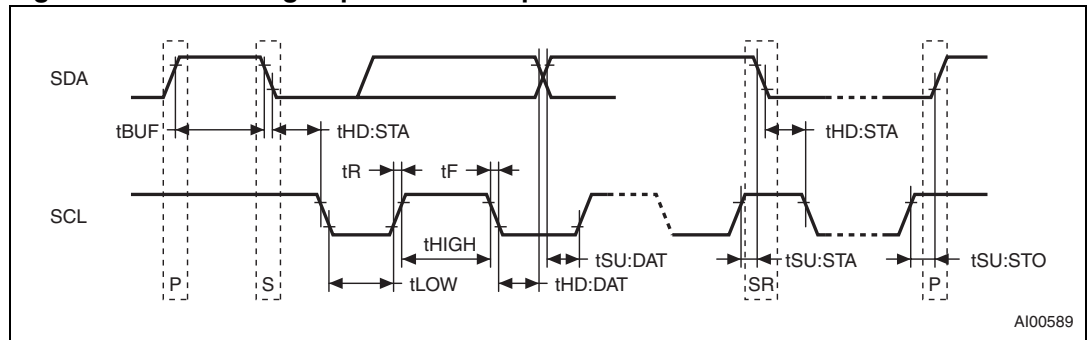 SDA
tBUF
tHD:STA
tHD:STA
tR
tF
SCL
tHIGH
tSU:DAT
tSU:STA
tSU:STO
P
S
tLOW
tHD:DAT
SR
P
AI00589